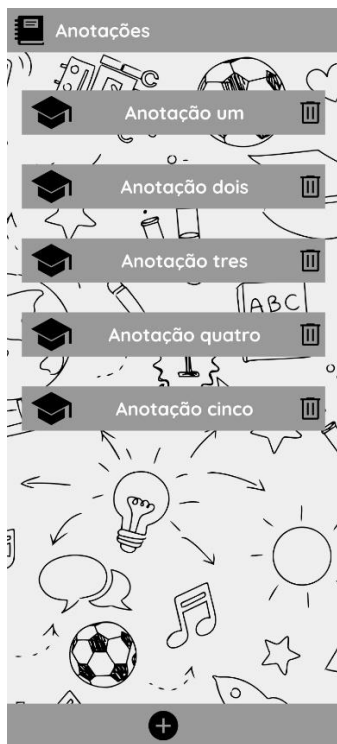 Anotações
Anotação um
Anotação dois
Anotação tres
ABC
Anotação quatro
Anotação cinco